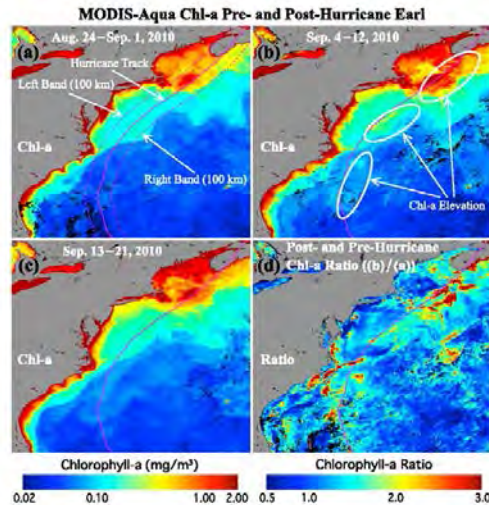 MODIS-Aqua Chl-a Pre- and Post-Hurricane Earl
(a) Aug. 24–Sep. 1, 2010
Hurricane Track
Left Band (100 km)
Chl-a
Right Band (100 km)
(b) Sep. 4–12, 2010
Chl-a
Chl-a Elevation
(c) Sep. 13–21, 2010
Chl-a
(d) Post- and Pre-Hurricane
Chl-a Ratio ((b)/(a))
Ratio
Chlorophyll-a (mg/m³)
0.02 0.10 1.00 2.00
Chlorophyll-a Ratio
0.5 1.0 2.0 3.0